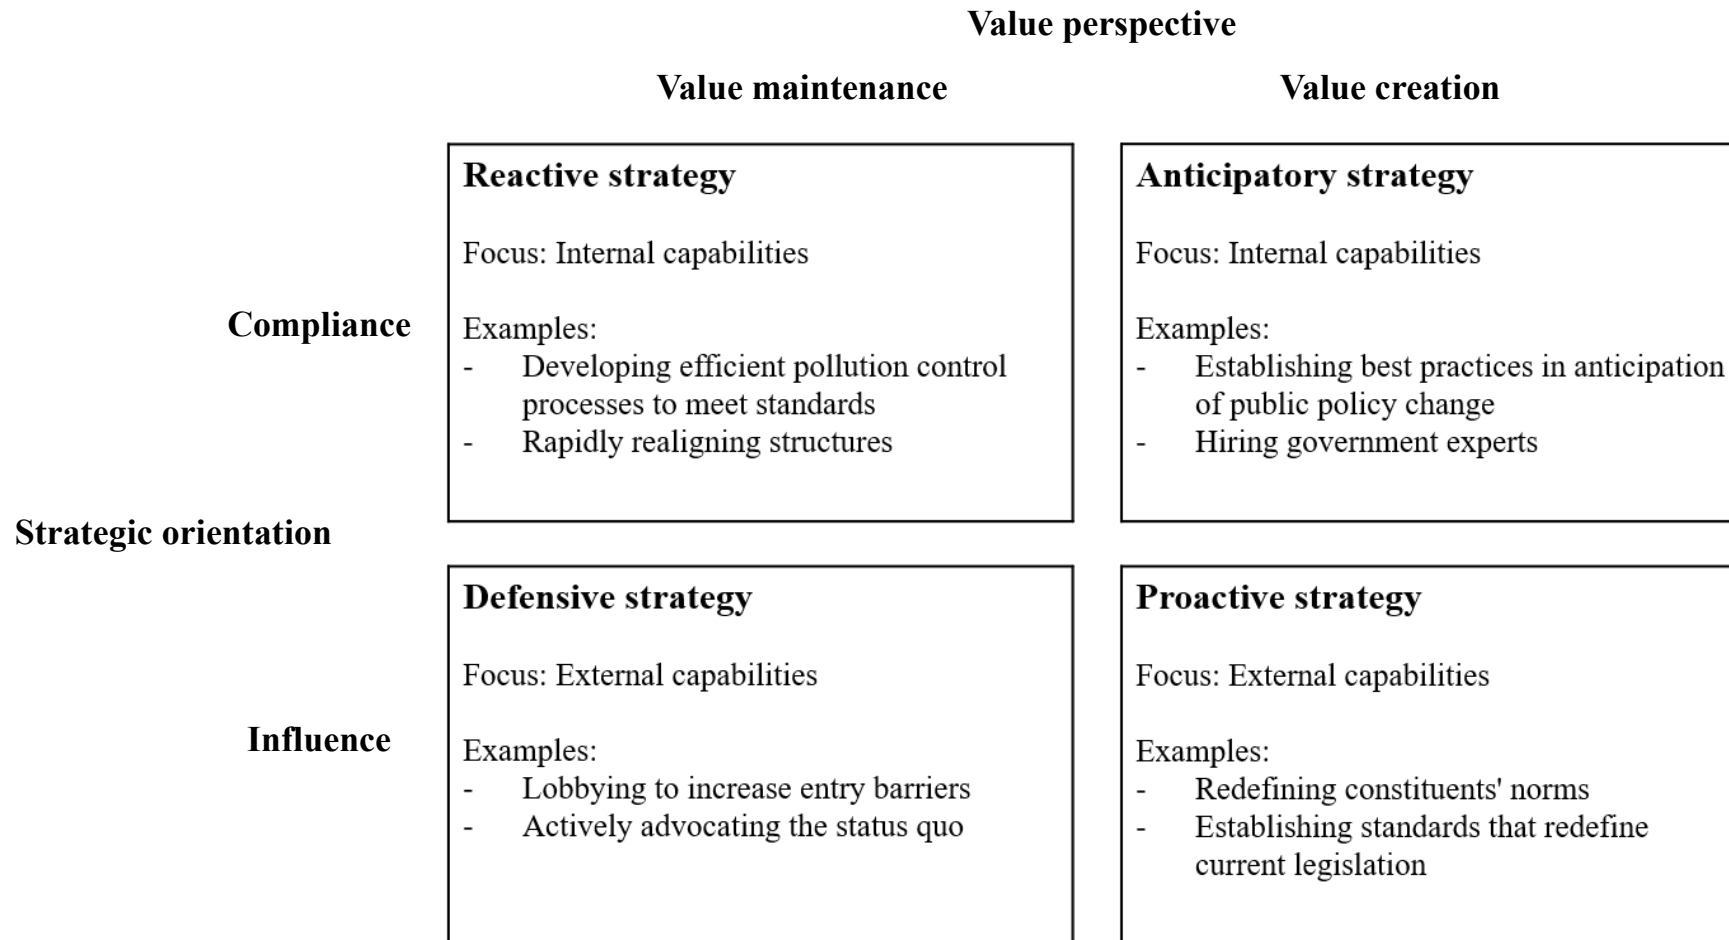 Value perspective
Value maintenance
Value creation
Compliance
Reactive strategy
Focus: Internal capabilities
Examples:
- Developing efficient pollution control
processes to meet standards
- Rapidly realigning structures
Anticipatory strategy
Focus: Internal capabilities
Examples:
- Establishing best practices in anticipation
of public policy change
- Hiring government experts
Strategic orientation
Influence
Defensive strategy
Focus: External capabilities
Examples:
- Lobbying to increase entry barriers
- Actively advocating the status quo
Proactive strategy
Focus: External capabilities
Examples:
- Redefining constituents' norms
- Establishing standards that redefine
current legislation